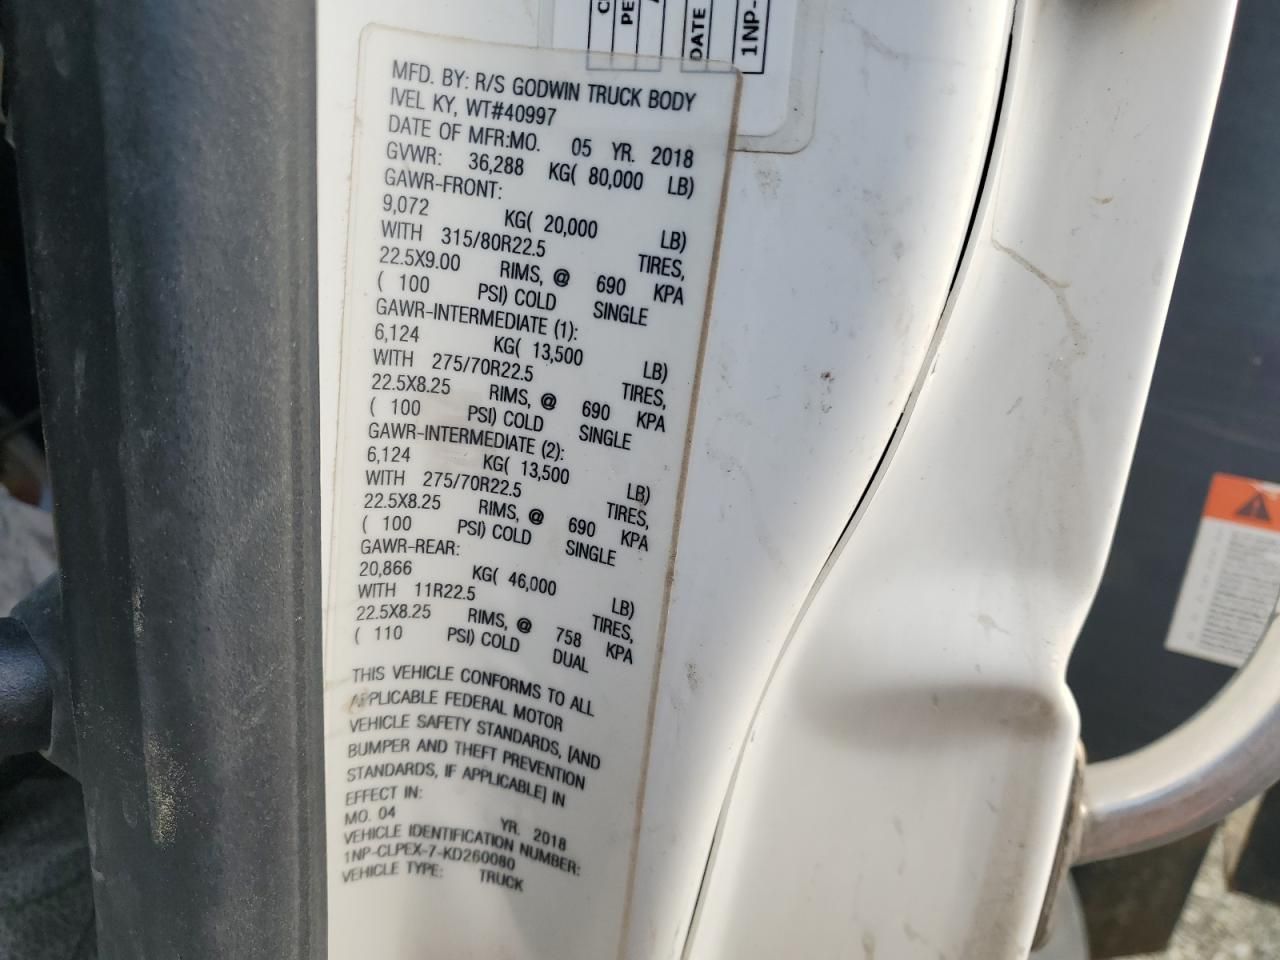 PE
DATE
1NP-
MFD. BY: R/S GODWIN TRUCK BODY
IVEL KY, WT#40997
DATE OF MFR:MO. 05 YR. 2018
GVWR: 36,288 KG( 80,000 LB)
GAWR-FRONT:
9,072 KG( 20,000 LB)
WITH 315/80R22.5 TIRES,
22.5X9.00 RIMS, @ 690 KPA
( 100 PSI) COLD SINGLE
GAWR-INTERMEDIATE (1):
6,124 KG( 13,500 LB)
WITH 275/70R22.5 TIRES,
22.5X8.25 RIMS, @ 690 KPA
( 100 PSI) COLD SINGLE
GAWR-INTERMEDIATE (2):
6,124 KG( 13,500 LB)
WITH 275/70R22.5 TIRES,
22.5X8.25 RIMS, @ 690 KPA
( 100 PSI) COLD SINGLE
GAWR-REAR:
20,866 KG( 46,000 LB)
WITH 11R22.5 TIRES,
22.5X8.25 RIMS, @ 758 KPA
( 110 PSI) COLD DUAL
THIS VEHICLE CONFORMS TO ALL
APPLICABLE FEDERAL MOTOR
VEHICLE SAFETY STANDARDS, [AND
BUMPER AND THEFT PREVENTION
STANDARDS, IF APPLICABLE] IN
EFFECT IN:
MO. 04 YR. 2018
VEHICLE IDENTIFICATION NUMBER:
1NP-CLPEX-7-KD260080
VEHICLE TYPE: TRUCK